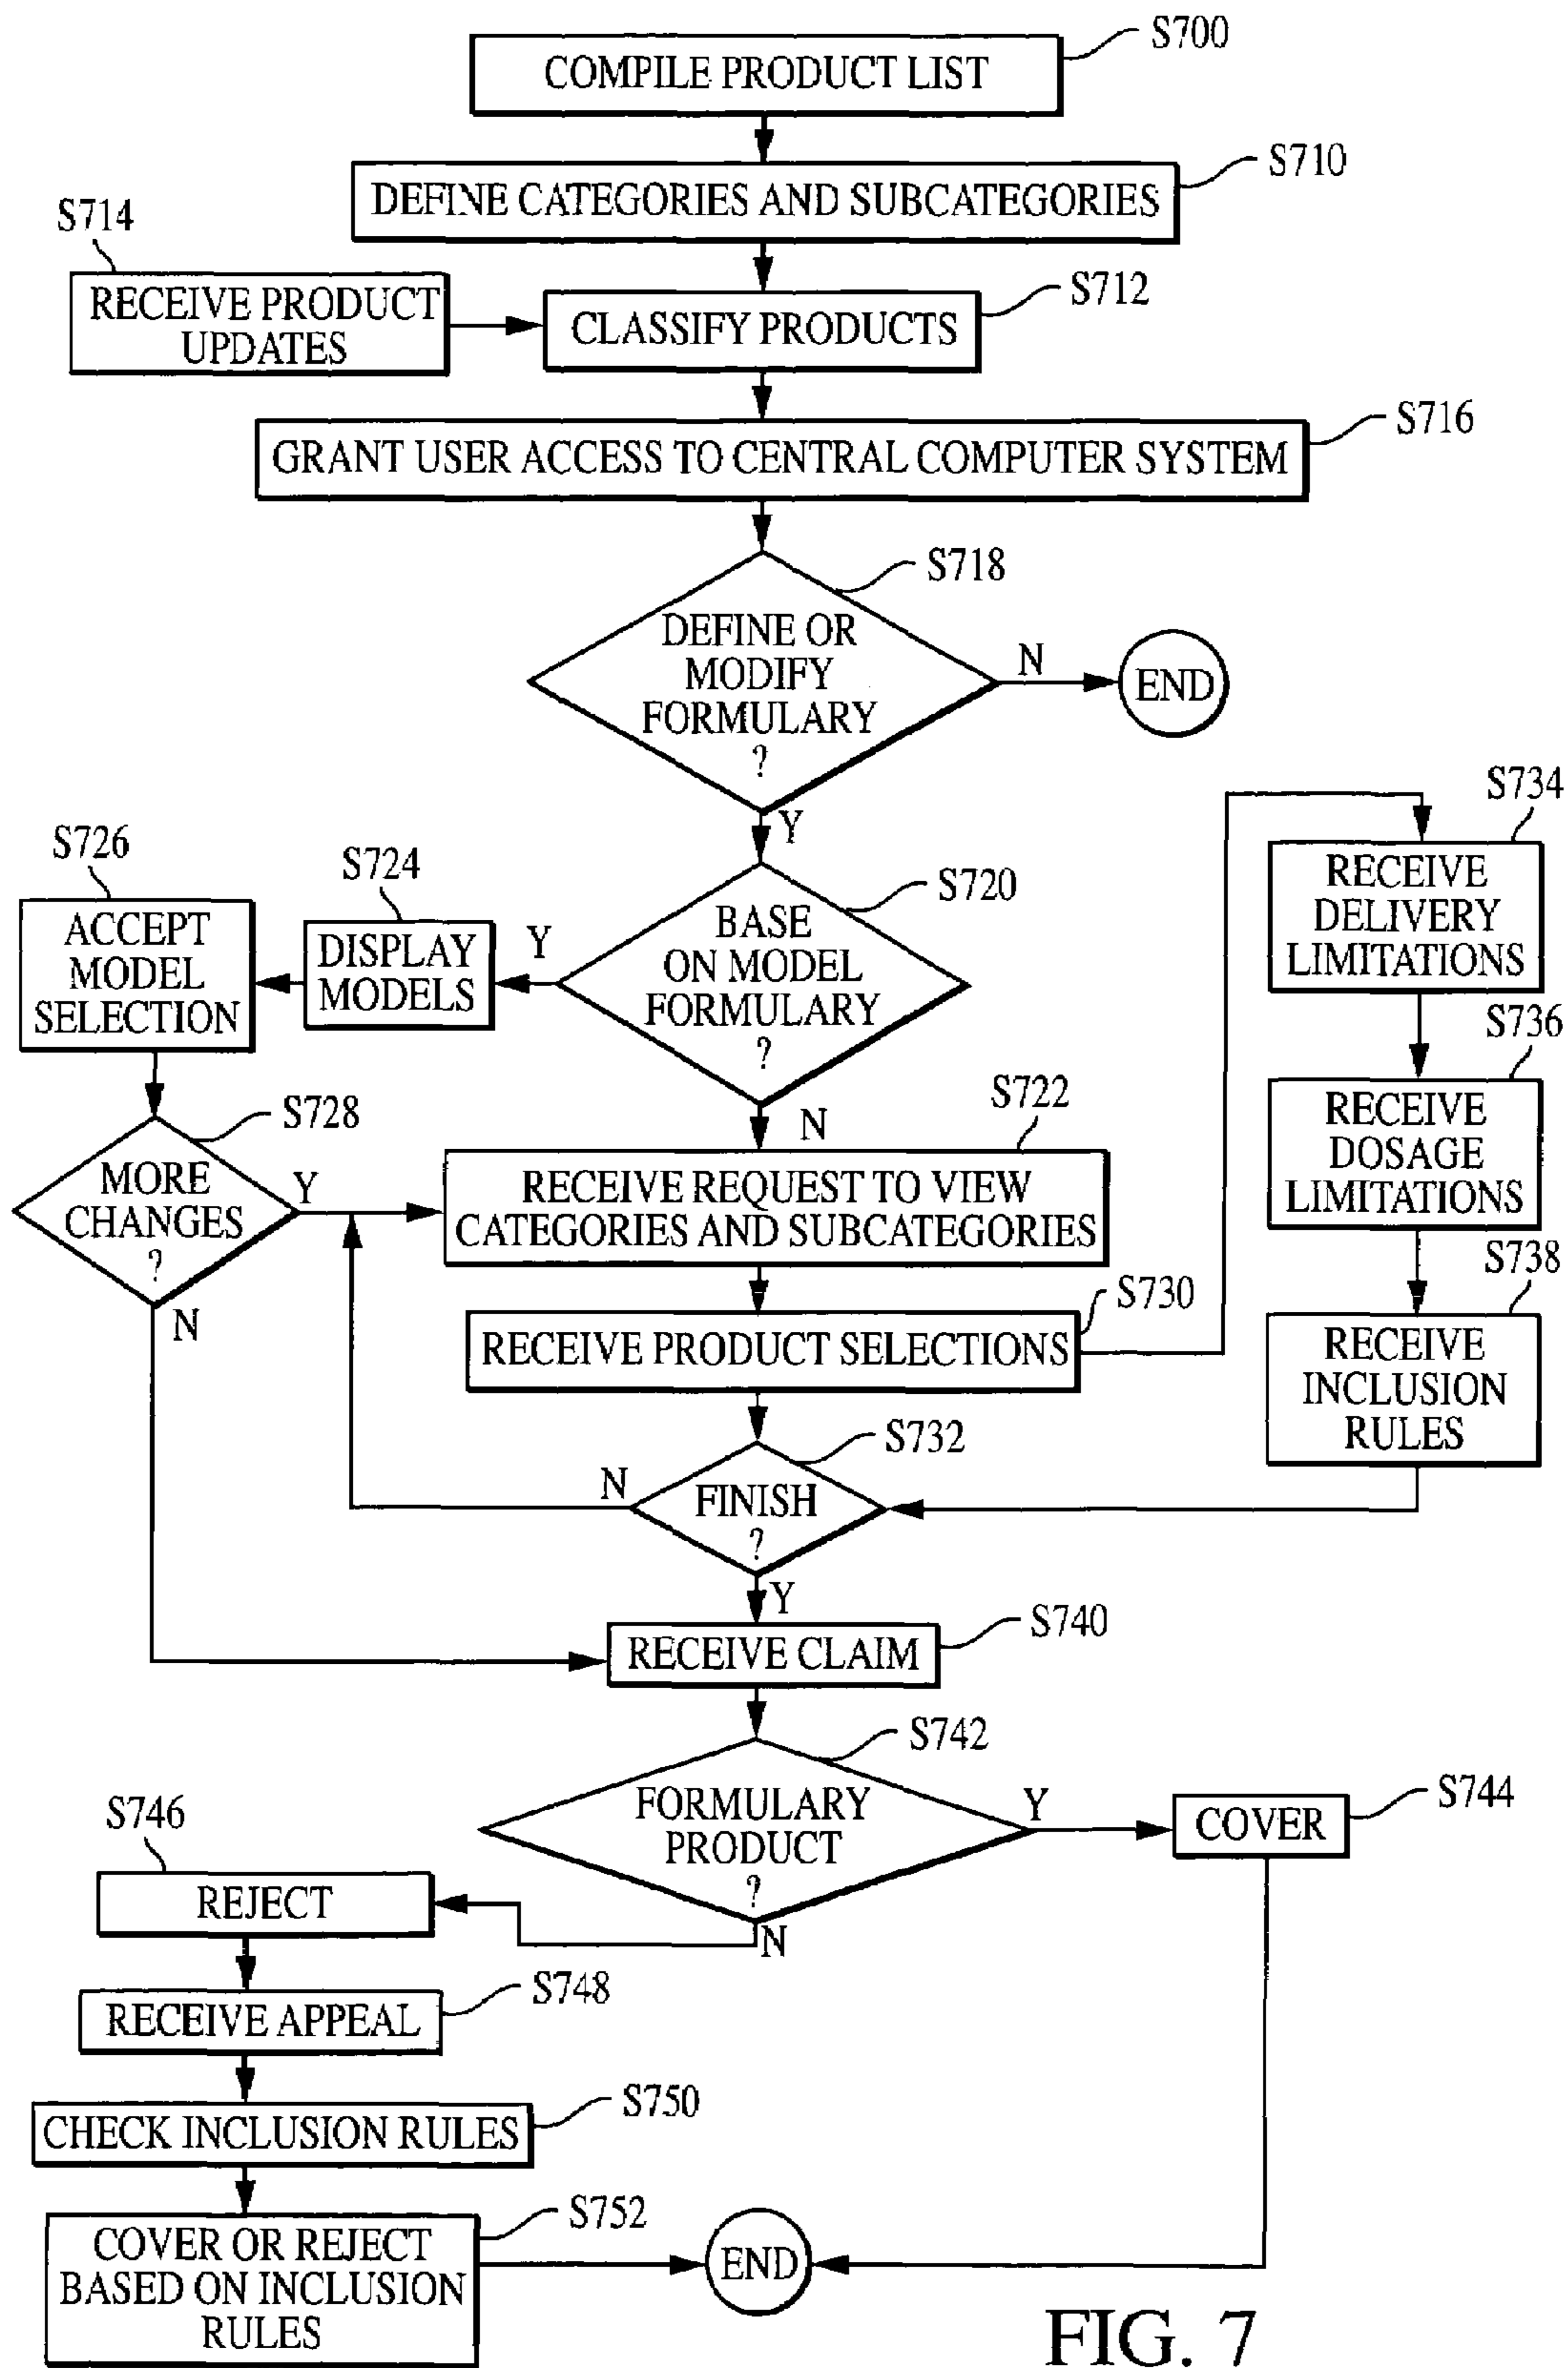 S700
COMPILE PRODUCT LIST
S710
DEFINE CATEGORIES AND SUBCATEGORIES
S714
RECEIVE PRODUCT
UPDATES
S712
CLASSIFY PRODUCTS
S716
GRANT USER ACCESS TO CENTRAL COMPUTER SYSTEM
S718
DEFINE OR
MODIFY
FORMULARY
?
N
END
Y
S720
BASE
ON MODEL
FORMULARY
?
Y
S724
DISPLAY
MODELS
S726
ACCEPT
MODEL
SELECTION
S728
MORE
CHANGES
?
Y
N
N
S722
RECEIVE REQUEST TO VIEW
CATEGORIES AND SUBCATEGORIES
S730
RECEIVE PRODUCT SELECTIONS
S734
RECEIVE
DELIVERY
LIMITATIONS
S736
RECEIVE
DOSAGE
LIMITATIONS
S738
RECEIVE
INCLUSION
RULES
S732
FINISH
?
N
Y
S740
RECEIVE CLAIM
S742
FORMULARY
PRODUCT
?
Y
S744
COVER
N
S746
REJECT
S748
RECEIVE APPEAL
S750
CHECK INCLUSION RULES
S752
COVER OR REJECT
BASED ON INCLUSION
RULES
END
FIG. 7